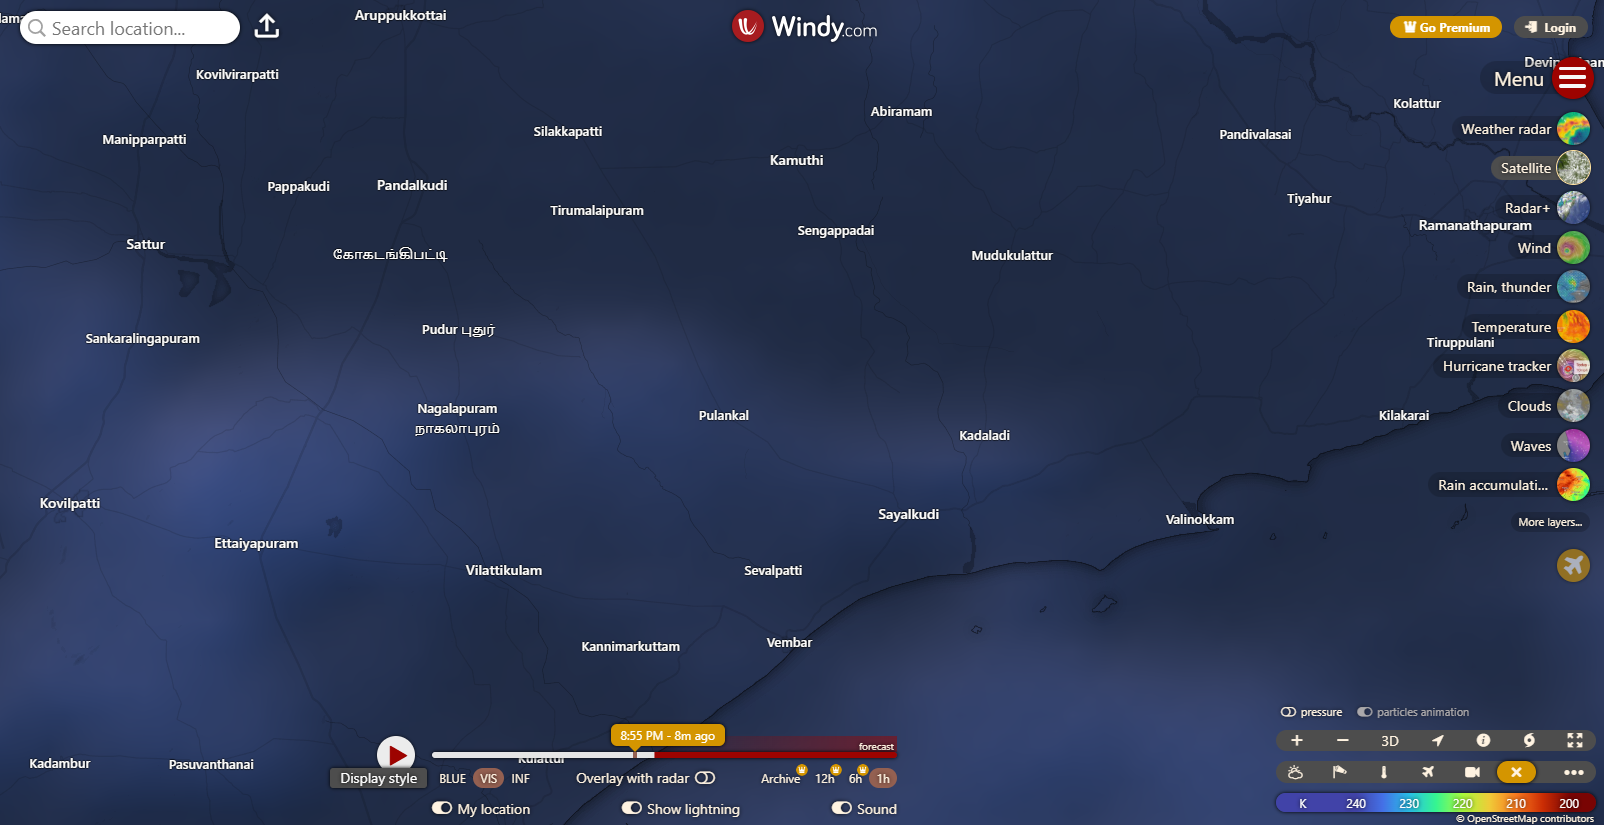 Aruppukkottai
Search location...
Windy.com
Go Premium
Login
Kovilvirarpatti
Menu
Kolattur
Abiramam
Weather radar
Silakkapatti
Pandivalasai
Manipparpatti
Kamuthi
Satellite
Pappakudi
Pandalkudi
Tiyahur
Radar+
Tirumalaipuram
Ramanathapuram
Sengappadai
Sattur
Wind
கோகடங்கிபட்டி
Mudukulattur
Rain, thunder
Pudur புதுர்
Temperature
Sankaralingapuram
Tiruppulani
Hurricane tracker
Nagalapuram
நாகலாபுரம்
Clouds
Pulankal
Kilakarai
Kadaladi
Waves
Rain accumulati...
Kovilpatti
Sayalkudi
Valinokkam
More layers...
Ettaiyapuram
Vilattikulam
Sevalpatti
Kannimarkuttam
Vembar
pressure
particles animation
8:55 PM - 8m ago
forecast
3D
Kulattur
Kadambur
Pasuvanthanai
Display style
BLUE VIS INF
Overlay with radar
Archive 12h 6h 1h
My location
Show lightning
Sound
K 240 230 220 210 200
© OpenStreetMap contributors